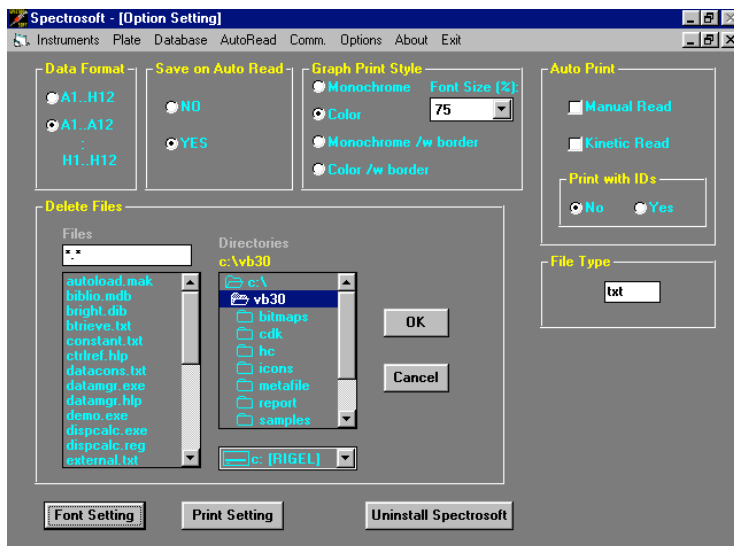 Spectrosoft - [Option Setting]
Instruments Plate Database AutoRead Comm. Options About Exit
Data Format
A1..H12
A1..A12
:
H1..H12
Save on Auto Read
NO
YES
Graph Print Style
Monochrome
Color
Monochrome /w border
Color /w border
Font Size (%):
75
Auto Print
Manual Read
Kinetic Read
Print with IDs
No Yes
Delete Files
Files
*.*
autoload.mak
biblio.mdb
bright.dib
btrieve.txt
constant.txt
ctrlref.hlp
datacons.txt
datamgr.exe
datamgr.hlp
demo.exe
dispcalc.exe
dispcalc.reg
external.txt
Directories
c:\vb30
c:\
vb30
bitmaps
cdk
hc
icons
metafile
report
samples
c: [RIGEL]
OK
Cancel
File Type
txt
Font Setting Print Setting Uninstall Spectrosoft